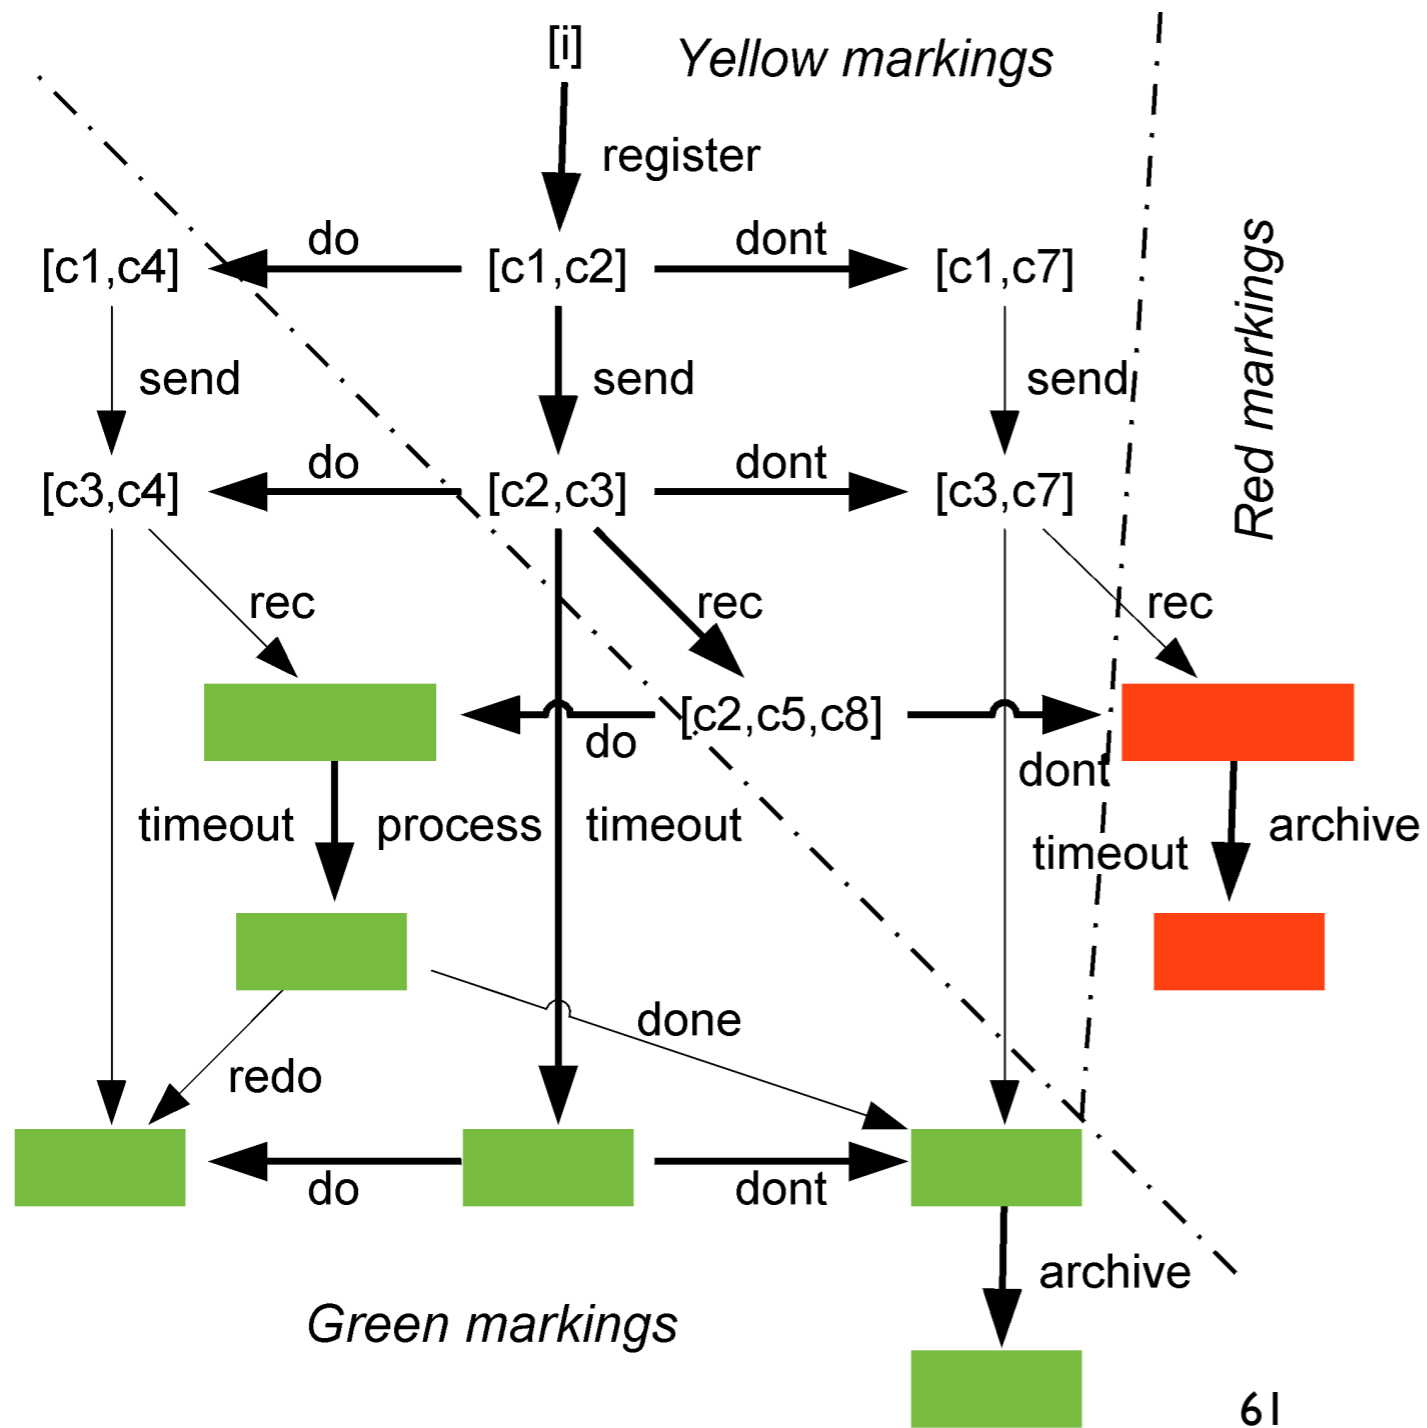 [i]
Yellow markings
register
do
dont
[c1,c4]
[c1,c2]
[c1,c7]
Red markings
send
send
send
do
dont
[c3,c4]
[c2,c3]
[c3,c7]
rec
rec
rec
[c2,c5,c8]
do
dont
timeout
process
timeout
timeout
archive
done
redo
do
dont
archive
Green markings
61